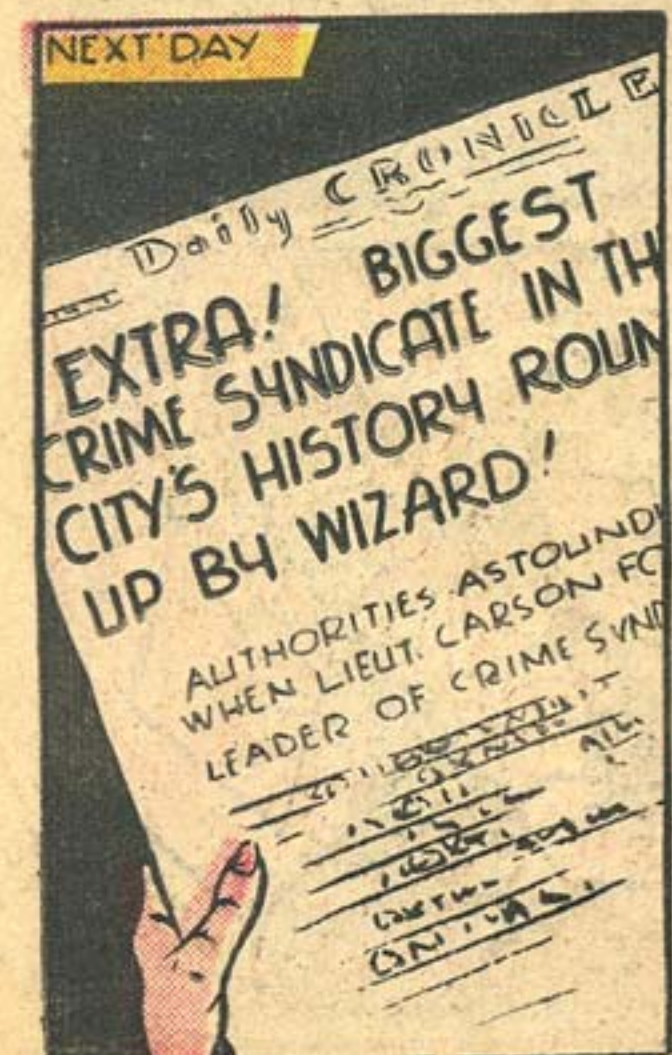 NEXT DAY
Daily CRONICLE
EXTRA! BIGGEST
CRIME SYNDICATE IN TH
CITY'S HISTORY ROUN
UP BY WIZARD!
AUTHORITIES ASTOUND
WHEN LIEUT. CARSON FO
LEADER OF CRIME SYND